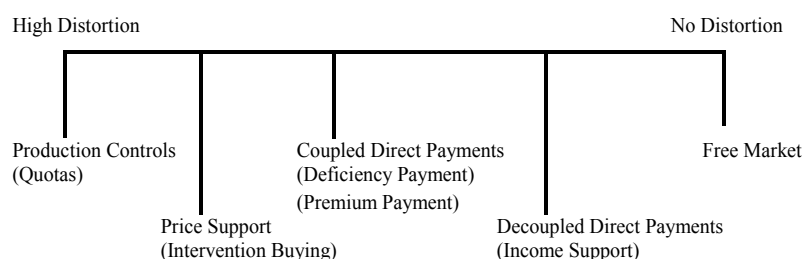 High Distortion
No Distortion
Production Controls
(Quotas)
Coupled Direct Payments
(Deficiency Payment)
(Premium Payment)
Free Market
Price Support
(Intervention Buying)
Decoupled Direct Payments
(Income Support)